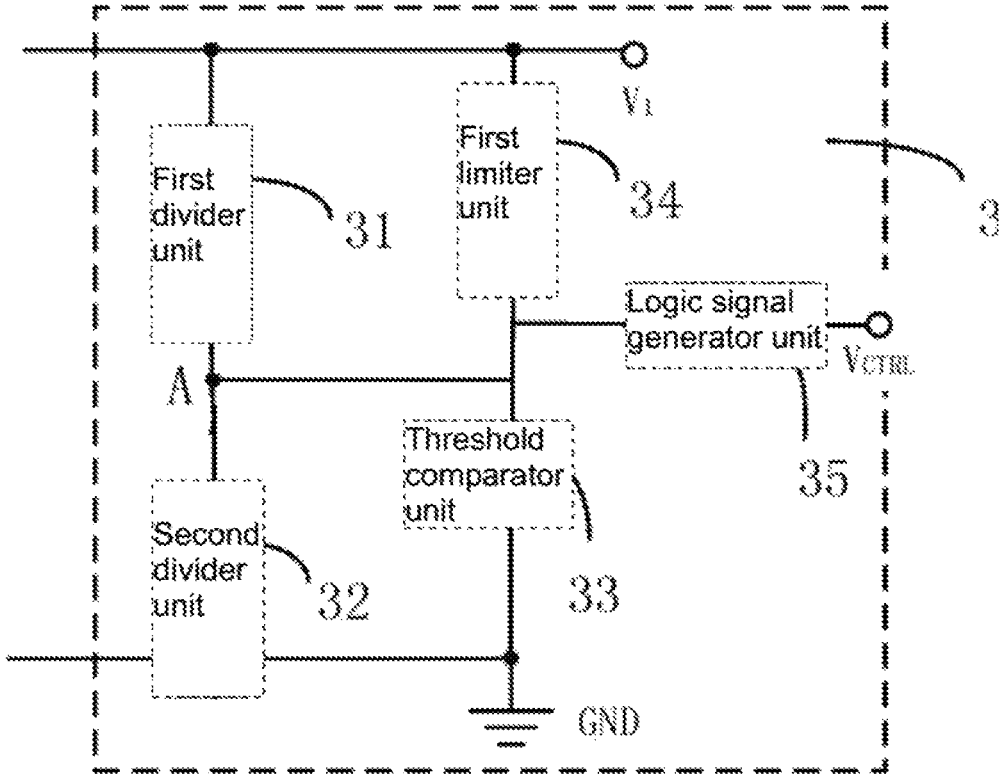 V1
First
divider
unit
31
First
limiter
unit
34
3
Logic signal
generator unit
VCTRL
35
A
Threshold
comparator
unit
33
Second
divider
unit
32
GND